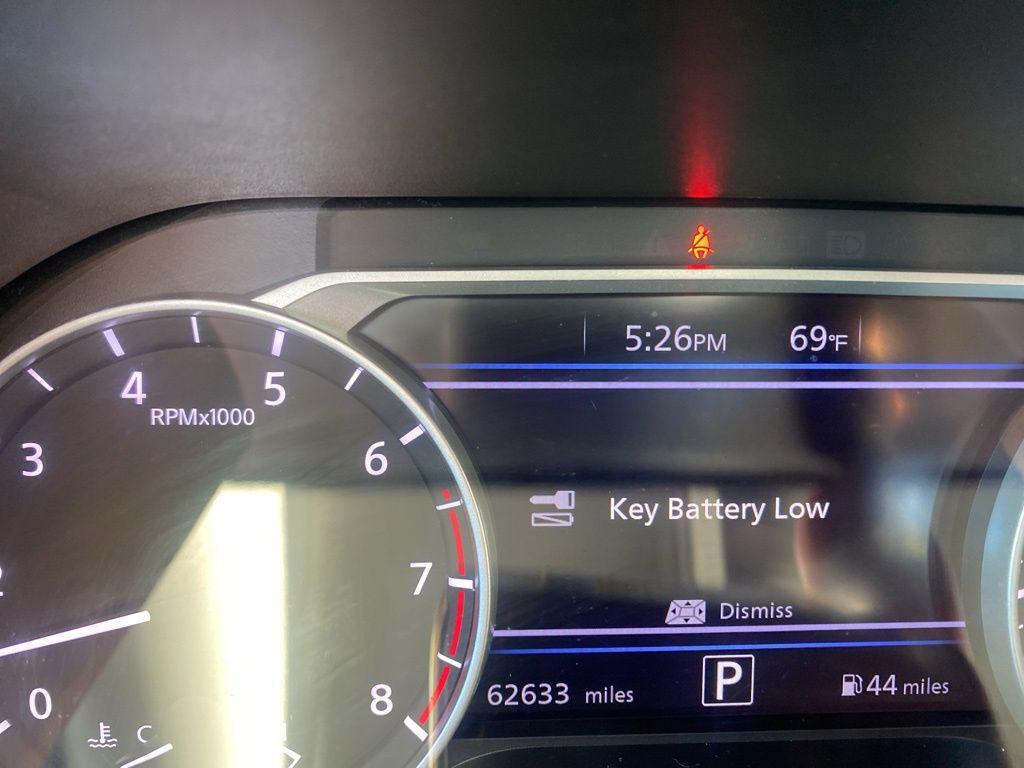 5:26PM 69°F
4 5
RPMx1000
3 6
Key Battery Low
7
Dismiss
0 8
62633 miles P 44 miles
C